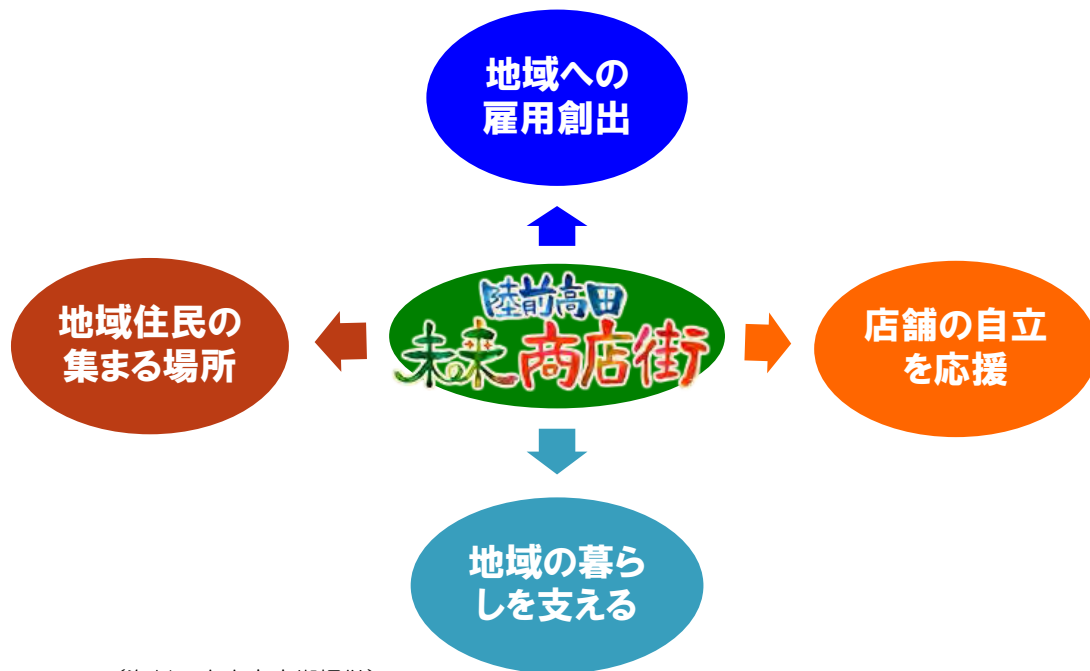 地域への
雇用創出
陸前高田
未来商店街
地域住民の
集まる場所
店舗の自立
を応援
地域の暮ら
しを支える